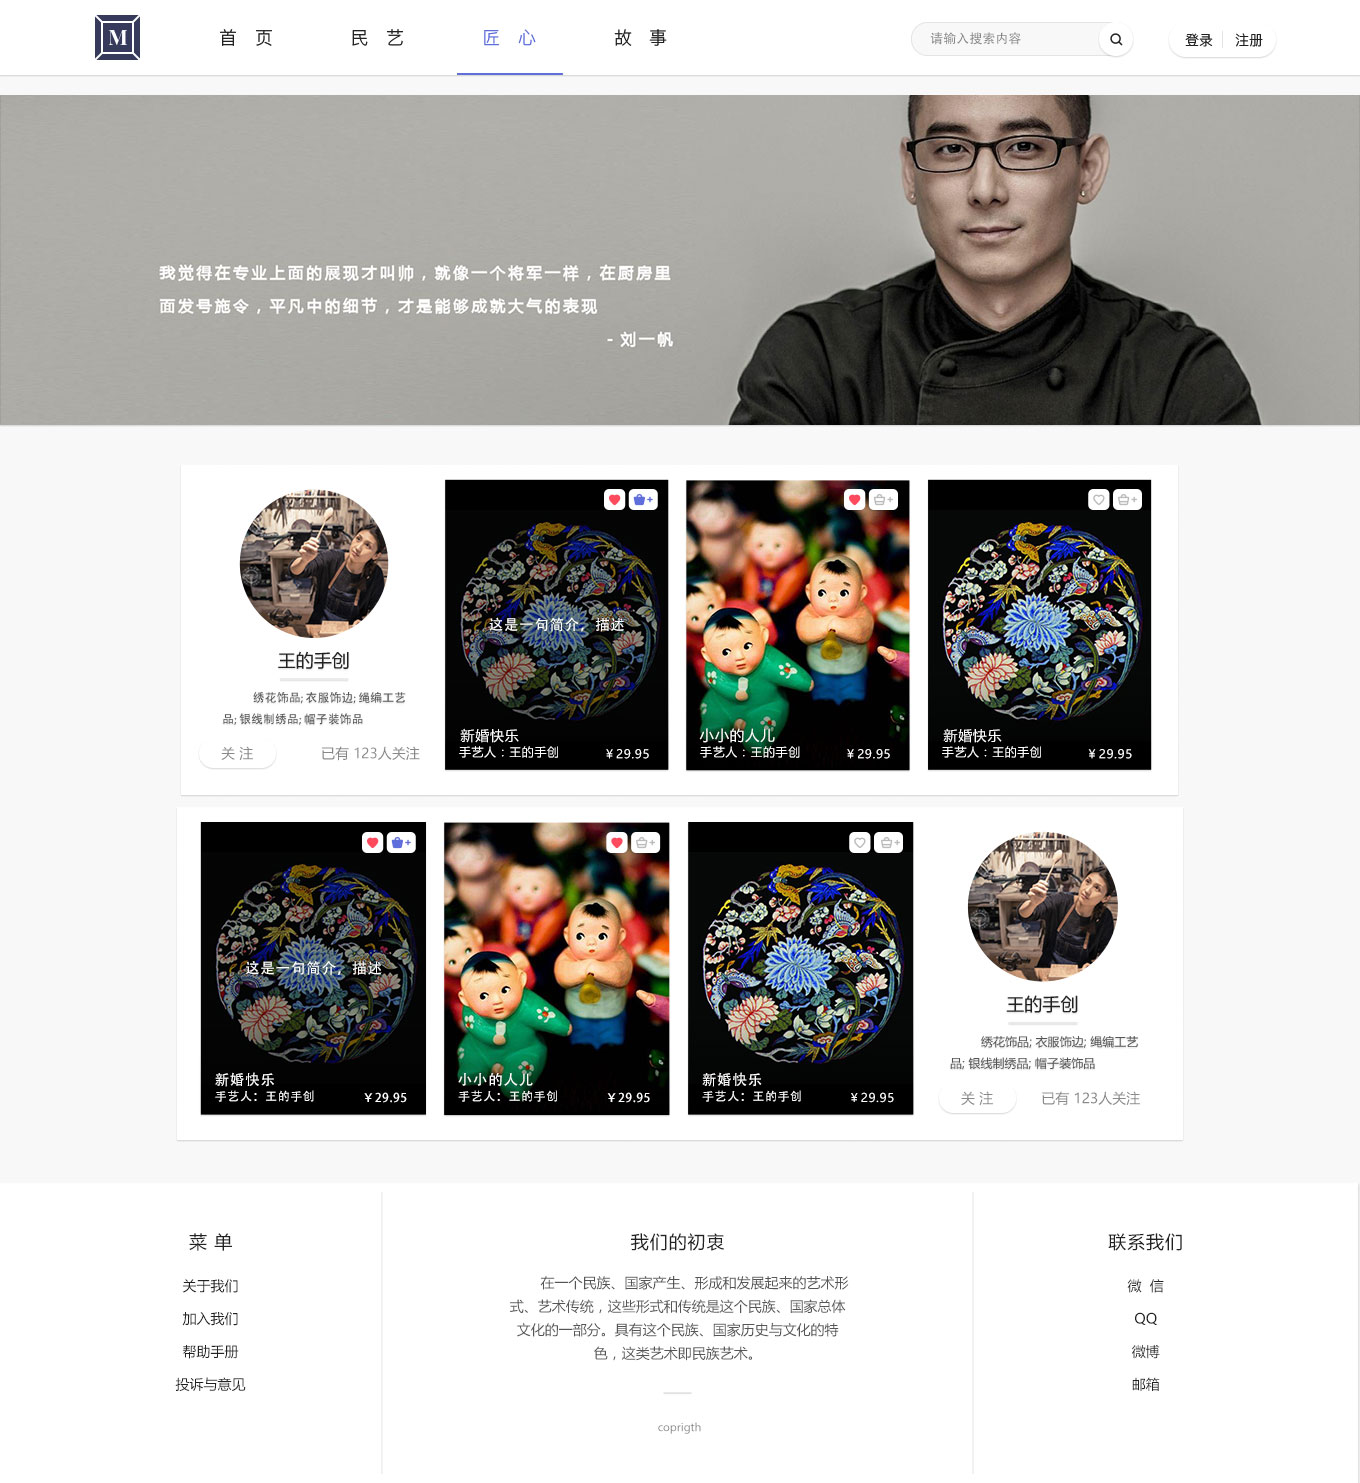 M
首 页
民 艺
匠 心
故 事
请输入搜索内容
登录
注册
我觉得在专业上面的展现才叫帅，就像一个将军一样，在厨房里
面发号施令，平凡中的细节，才是能够成就大气的表现
- 刘一帆
王的手创
绣花饰品; 衣服饰边; 绳编工艺
品; 银线制绣品; 帽子装饰品
关 注
已有 123人关注
这是一句简介，描述
新婚快乐
手艺人：王的手创
￥29.95
小小的人儿
手艺人：王的手创
￥29.95
新婚快乐
手艺人：王的手创
￥29.95
这是一句简介，描述
新婚快乐
手艺人：王的手创
￥29.95
小小的人儿
手艺人：王的手创
￥29.95
新婚快乐
手艺人：王的手创
￥29.95
王的手创
绣花饰品; 衣服饰边; 绳编工艺
品; 银线制绣品; 帽子装饰品
关 注
已有 123人关注
菜 单
关于我们
加入我们
帮助手册
投诉与意见
我们的初衷
在一个民族、国家产生、形成和发展起来的艺术形
式、艺术传统，这些形式和传统是这个民族、国家总体
文化的一部分。具有这个民族、国家历史与文化的特
色，这类艺术即民族艺术。
coprigth
联系我们
微 信
QQ
微博
邮箱